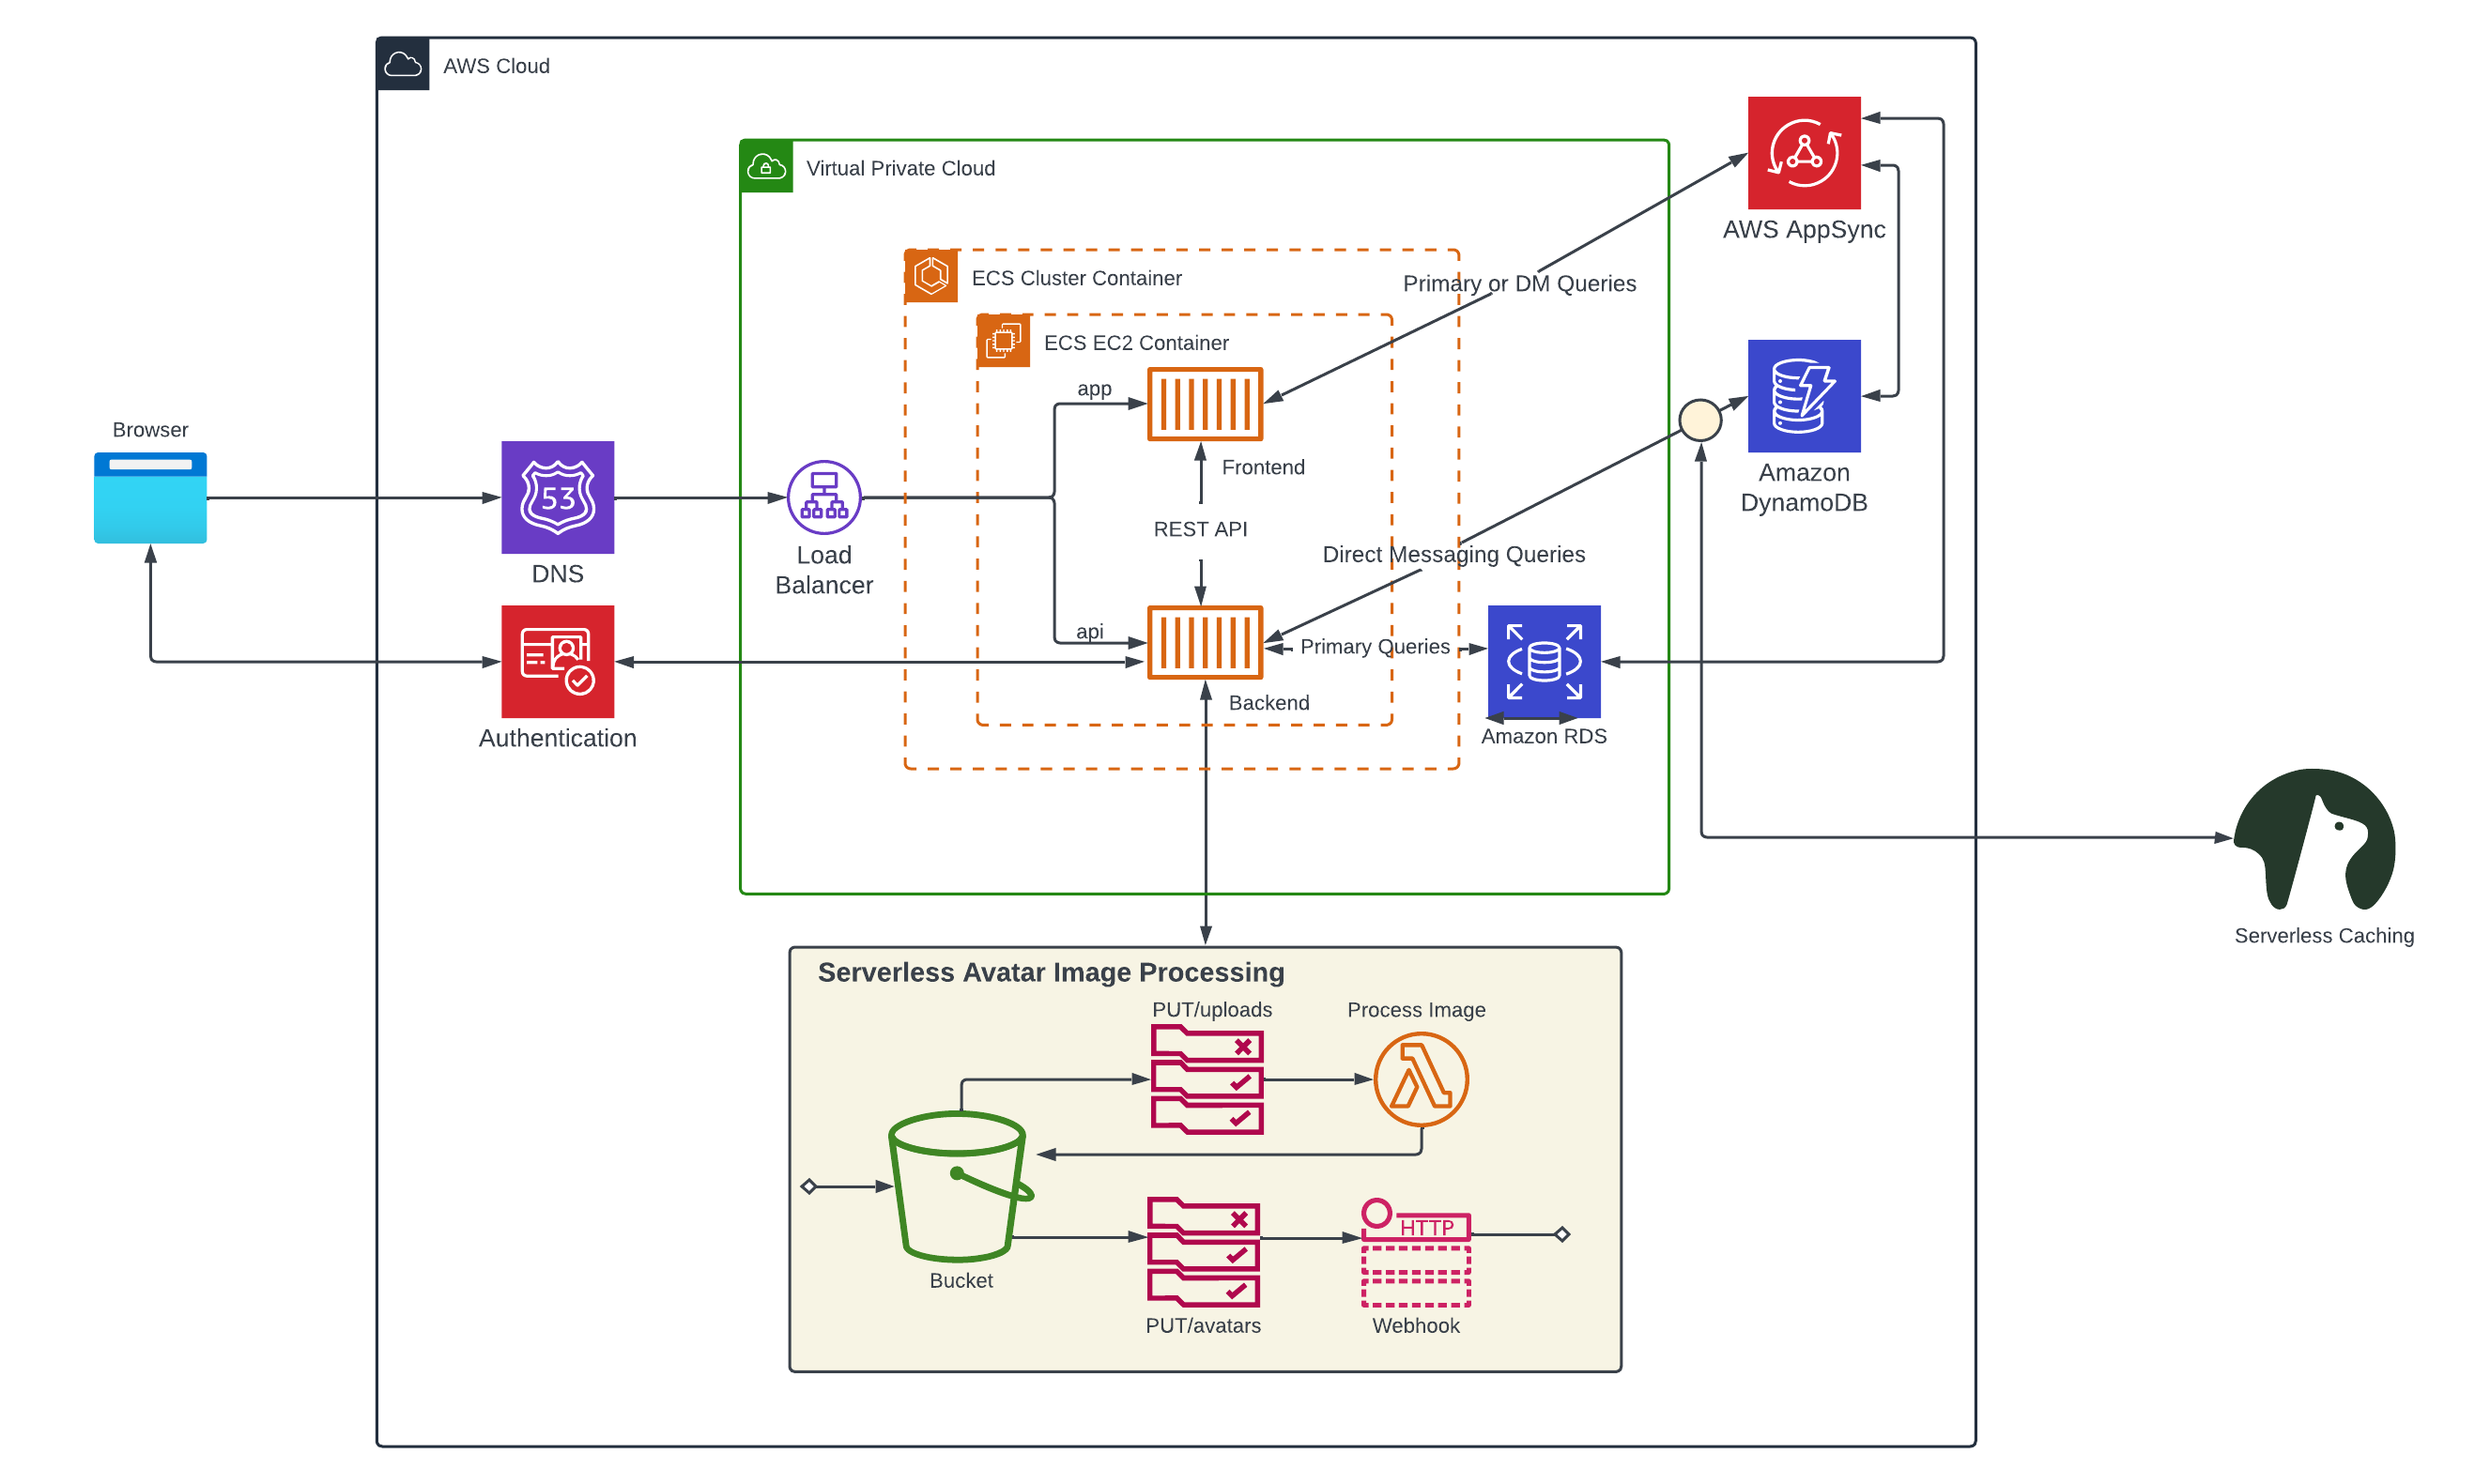 AWS Cloud
Virtual Private Cloud
AWS AppSync
ECS Cluster Container
Primary or DM Queries
ECS EC2 Container
app
Browser
Frontend
Amazon
DynamoDB
53
DNS
REST API
Load
Balancer
Direct Messaging Queries
api
Primary Queries
Backend
Authentication
Amazon RDS
Serverless Caching
Serverless Avatar Image Processing
PUT/uploads
Process Image
HTTP
Bucket
PUT/avatars
Webhook